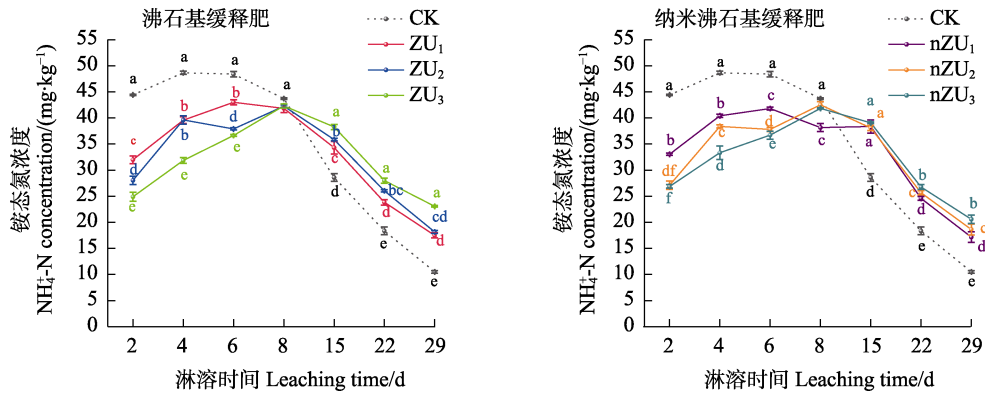 沸石基缓释肥
CK
ZU₁
ZU₂
ZU₃
铵态氮浓度
NH₄⁺-N concentration/(mg·kg⁻¹)
55
50
45
40
35
30
25
20
15
10
5
0
a
a
a
a
b
b
c
b
d
d
e
e
e
a
b
c
d
a
bc
d
e
a
cd
d
e
2 4 6 8 15 22 29
淋溶时间 Leaching time/d
纳米沸石基缓释肥
CK
nZU₁
nZU₂
nZU₃
铵态氮浓度
NH₄⁺-N concentration/(mg·kg⁻¹)
55
50
45
40
35
30
25
20
15
10
5
0
a
a
a
a
b
b
c
c
d
df
f
d
e
c
a
a
a
d
b
c
d
e
b
c
d
e
2 4 6 8 15 22 29
淋溶时间 Leaching time/d